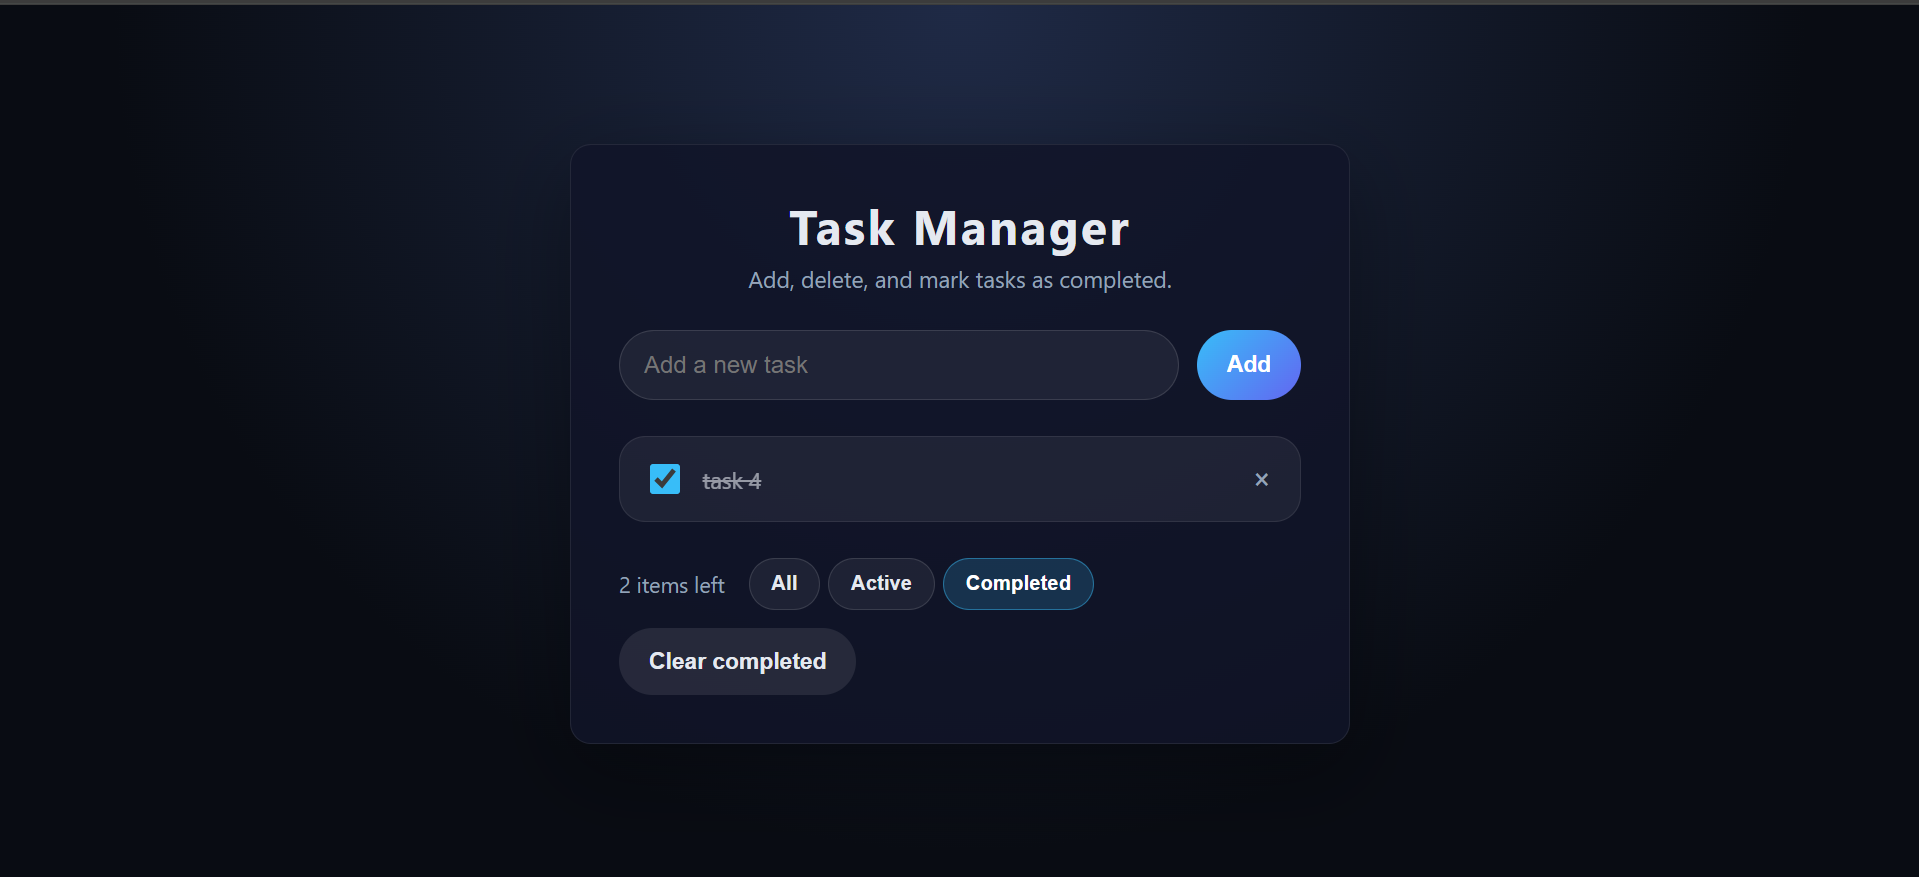 Task Manager
Add, delete, and mark tasks as completed.
Add a new task
Add
task 4
×
2 items left
All
Active
Completed
Clear completed